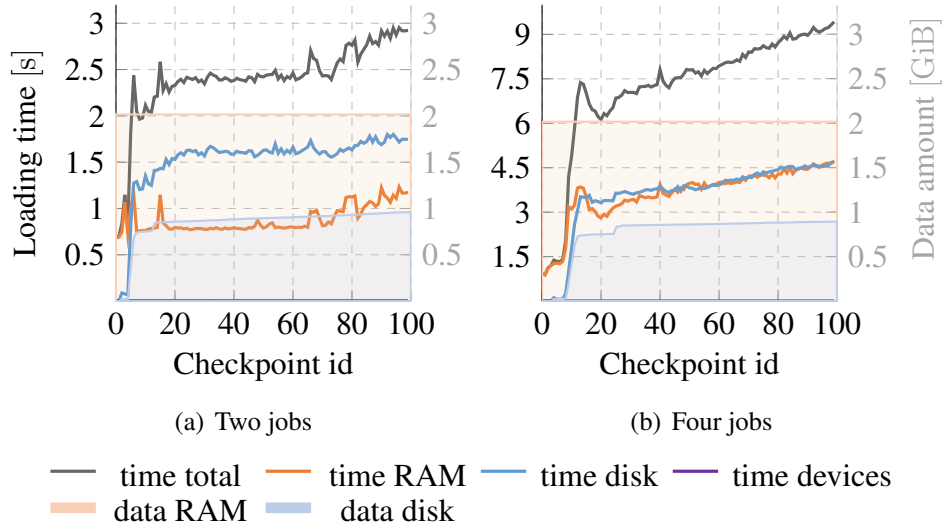 3 3 9 3
2.5 2.5 7.5 2.5
2 2 6 2
1.5 1.5 4.5 1.5
1 1 3 1
0.5 0.5 1.5 0.5
Loading time [s]
Data amount [GiB]
0 20 40 60 80 100 0 20 40 60 80 100
Checkpoint id Checkpoint id
(a) Two jobs (b) Four jobs
time total time RAM time disk time devices
data RAM data disk